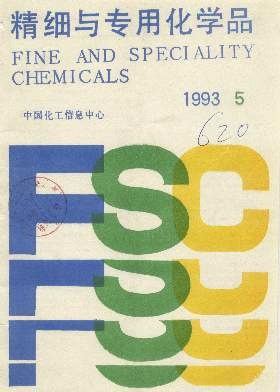 精细与专用化学品
FINE AND SPECIALITY
CHEMICALS
1993 5
中国化工信息中心
620
FSC